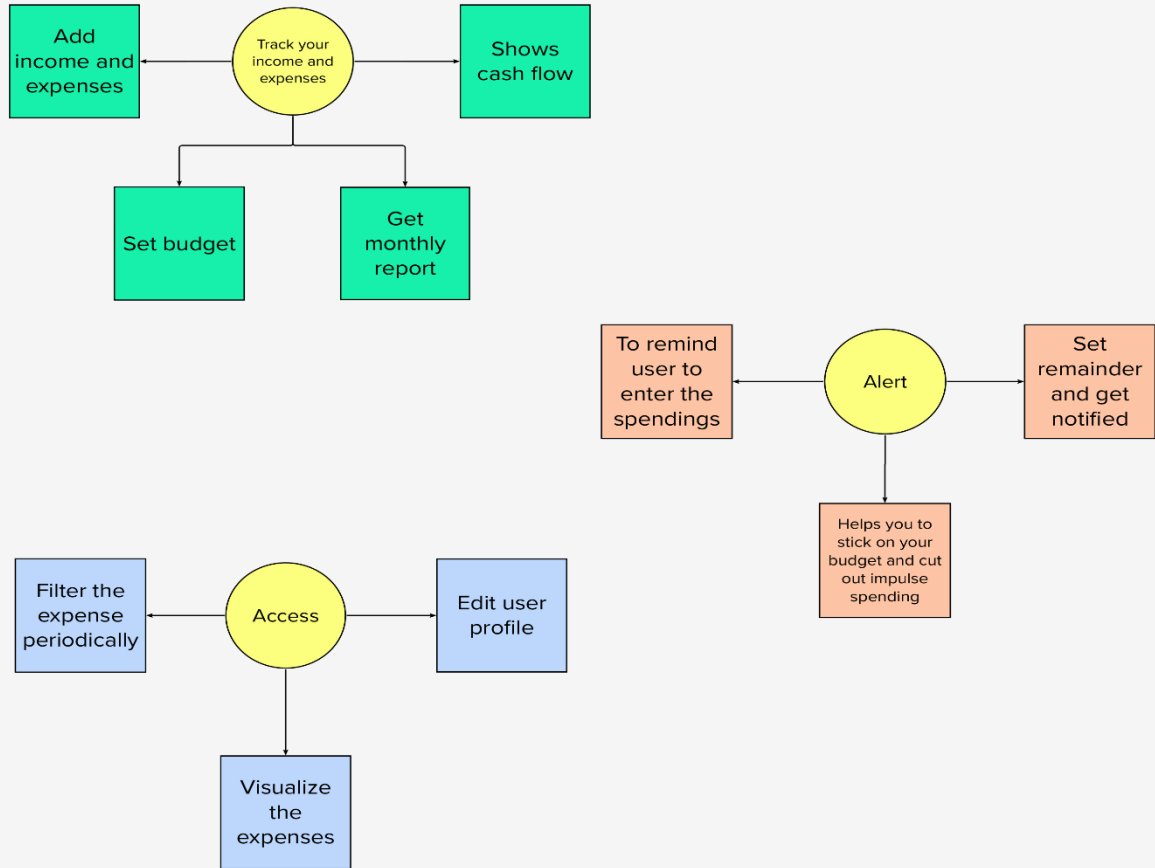 Add
income and
expenses
Track your
income and
expenses
Shows
cash flow
Set budget
Get
monthly
report
To remind
user to
enter the
spendings
Alert
Set
remainder
and get
notified
Helps you to
stick on your
budget and cut
out impulse
spending
Filter the
expense
periodically
Access
Edit user
profile
Visualize
the
expenses